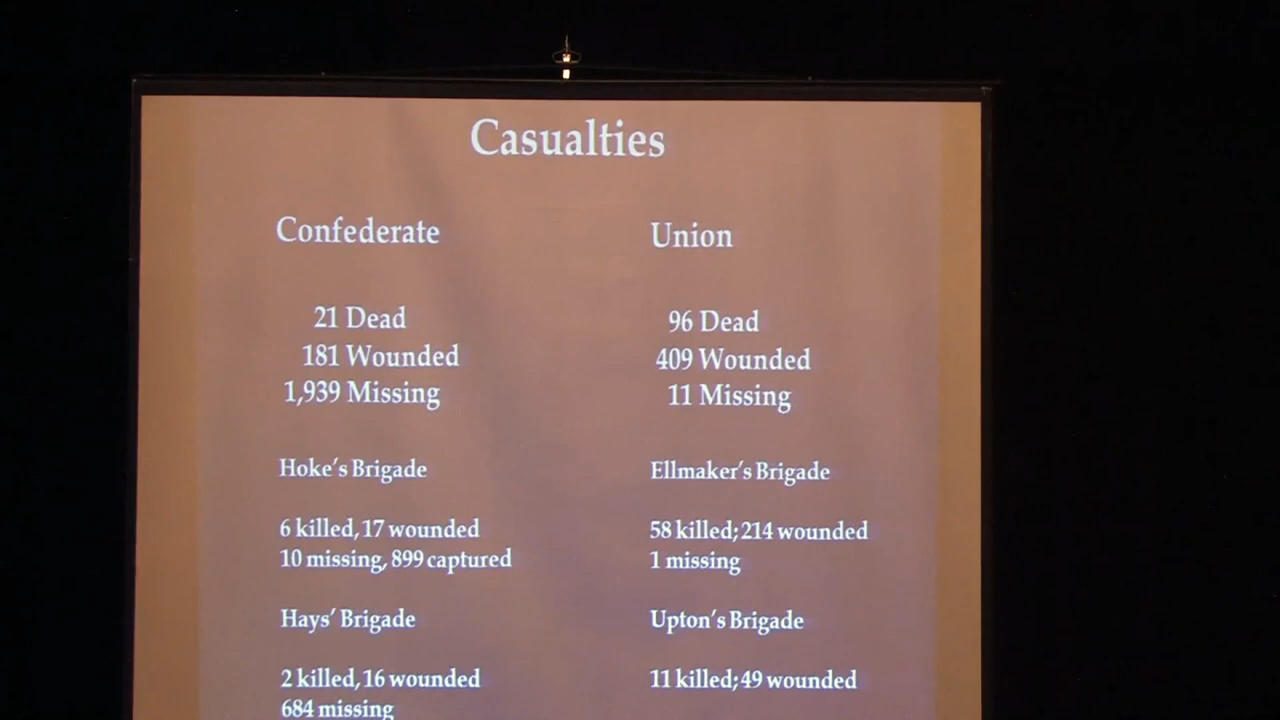 Casualties
Confederate
21 Dead
181 Wounded
1,939 Missing
Hoke's Brigade
6 killed, 17 wounded
10 missing, 899 captured
Hays' Brigade
2 killed, 16 wounded
684 missing
Union
96 Dead
409 Wounded
11 Missing
Ellmaker's Brigade
58 killed; 214 wounded
1 missing
Upton's Brigade
11 killed; 49 wounded